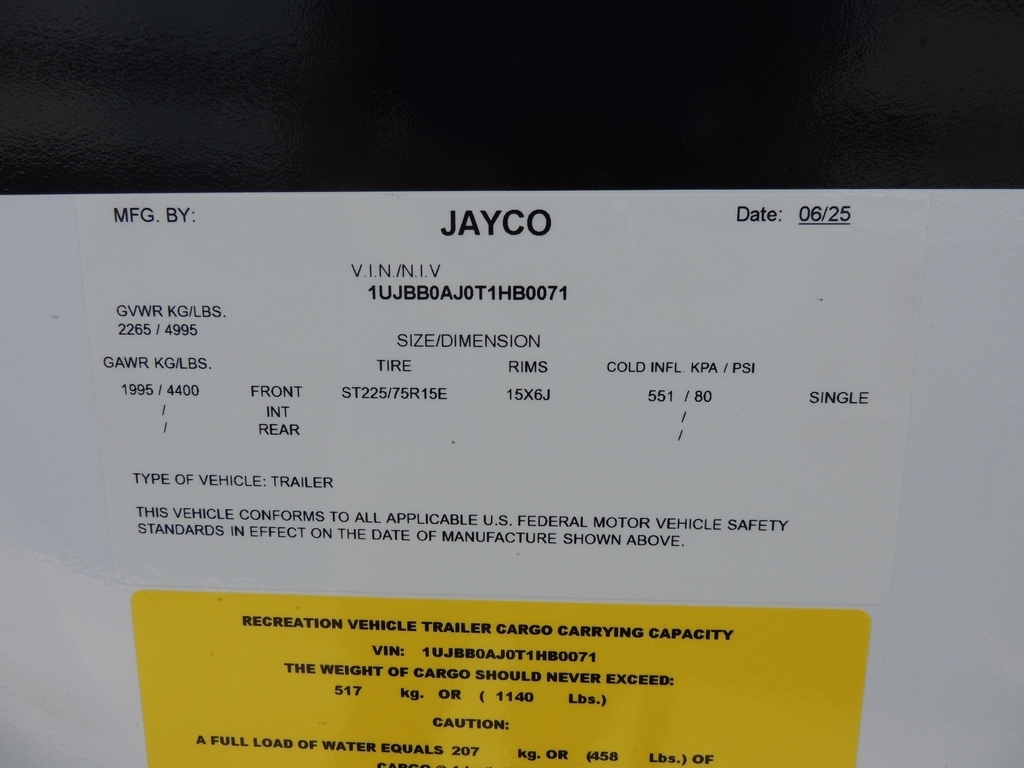 MFG. BY: JAYCO Date: 06/25
V.I.N./N.I.V
1UJBB0AJ0T1HB0071
GVWR KG/LBS.
2265 / 4995
SIZE/DIMENSION
GAWR KG/LBS. TIRE RIMS COLD INFL. KPA / PSI
1995 / 4400 FRONT ST225/75R15E 15X6J 551 / 80 SINGLE
/ INT /
/ REAR /
TYPE OF VEHICLE: TRAILER
THIS VEHICLE CONFORMS TO ALL APPLICABLE U.S. FEDERAL MOTOR VEHICLE SAFETY
STANDARDS IN EFFECT ON THE DATE OF MANUFACTURE SHOWN ABOVE.
RECREATION VEHICLE TRAILER CARGO CARRYING CAPACITY
VIN: 1UJBB0AJ0T1HB0071
THE WEIGHT OF CARGO SHOULD NEVER EXCEED:
517 kg. OR ( 1140 Lbs.)
CAUTION:
A FULL LOAD OF WATER EQUALS 207 kg. OR (458 Lbs.) OF
CARGO @ 1